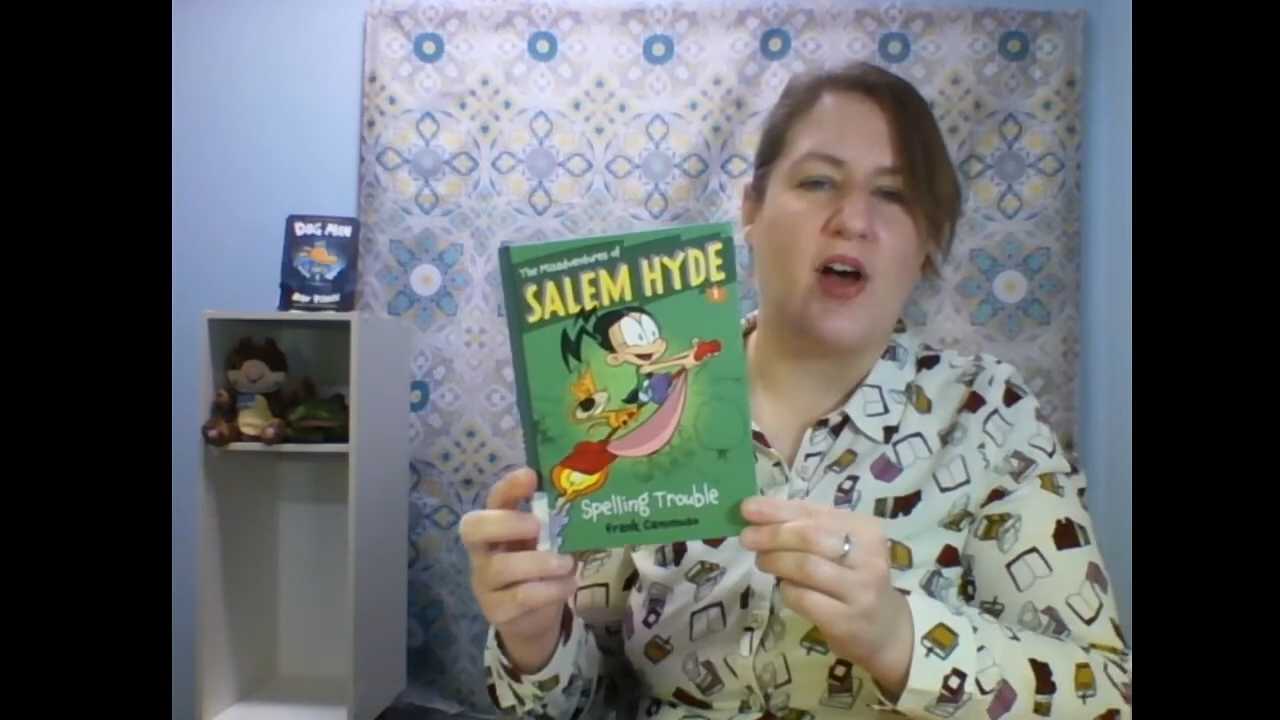 DOG MAN
The Misadventures of
SALEM HYDE
1
Spelling Trouble
Frank Cammuso